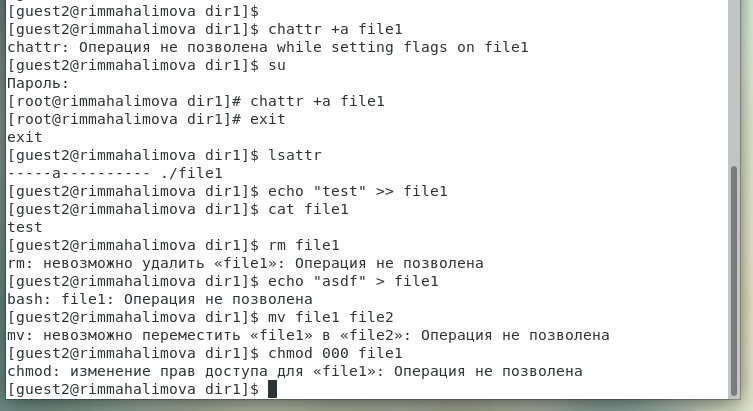 [guest2@rimmahalimova dir1]$
[guest2@rimmahalimova dir1]$ chattr +a file1
chattr: Операция не позволена while setting flags on file1
[guest2@rimmahalimova dir1]$ su
Пароль:
[root@rimmahalimova dir1]# chattr +a file1
[root@rimmahalimova dir1]# exit
exit
[guest2@rimmahalimova dir1]$ lsattr
-----a---------- ./file1
[guest2@rimmahalimova dir1]$ echo "test" >> file1
[guest2@rimmahalimova dir1]$ cat file1
test
[guest2@rimmahalimova dir1]$ rm file1
rm: невозможно удалить «file1»: Операция не позволена
[guest2@rimmahalimova dir1]$ echo "asdf" > file1
bash: file1: Операция не позволена
[guest2@rimmahalimova dir1]$ mv file1 file2
mv: невозможно переместить «file1» в «file2»: Операция не позволена
[guest2@rimmahalimova dir1]$ chmod 000 file1
chmod: изменение прав доступа для «file1»: Операция не позволена
[guest2@rimmahalimova dir1]$